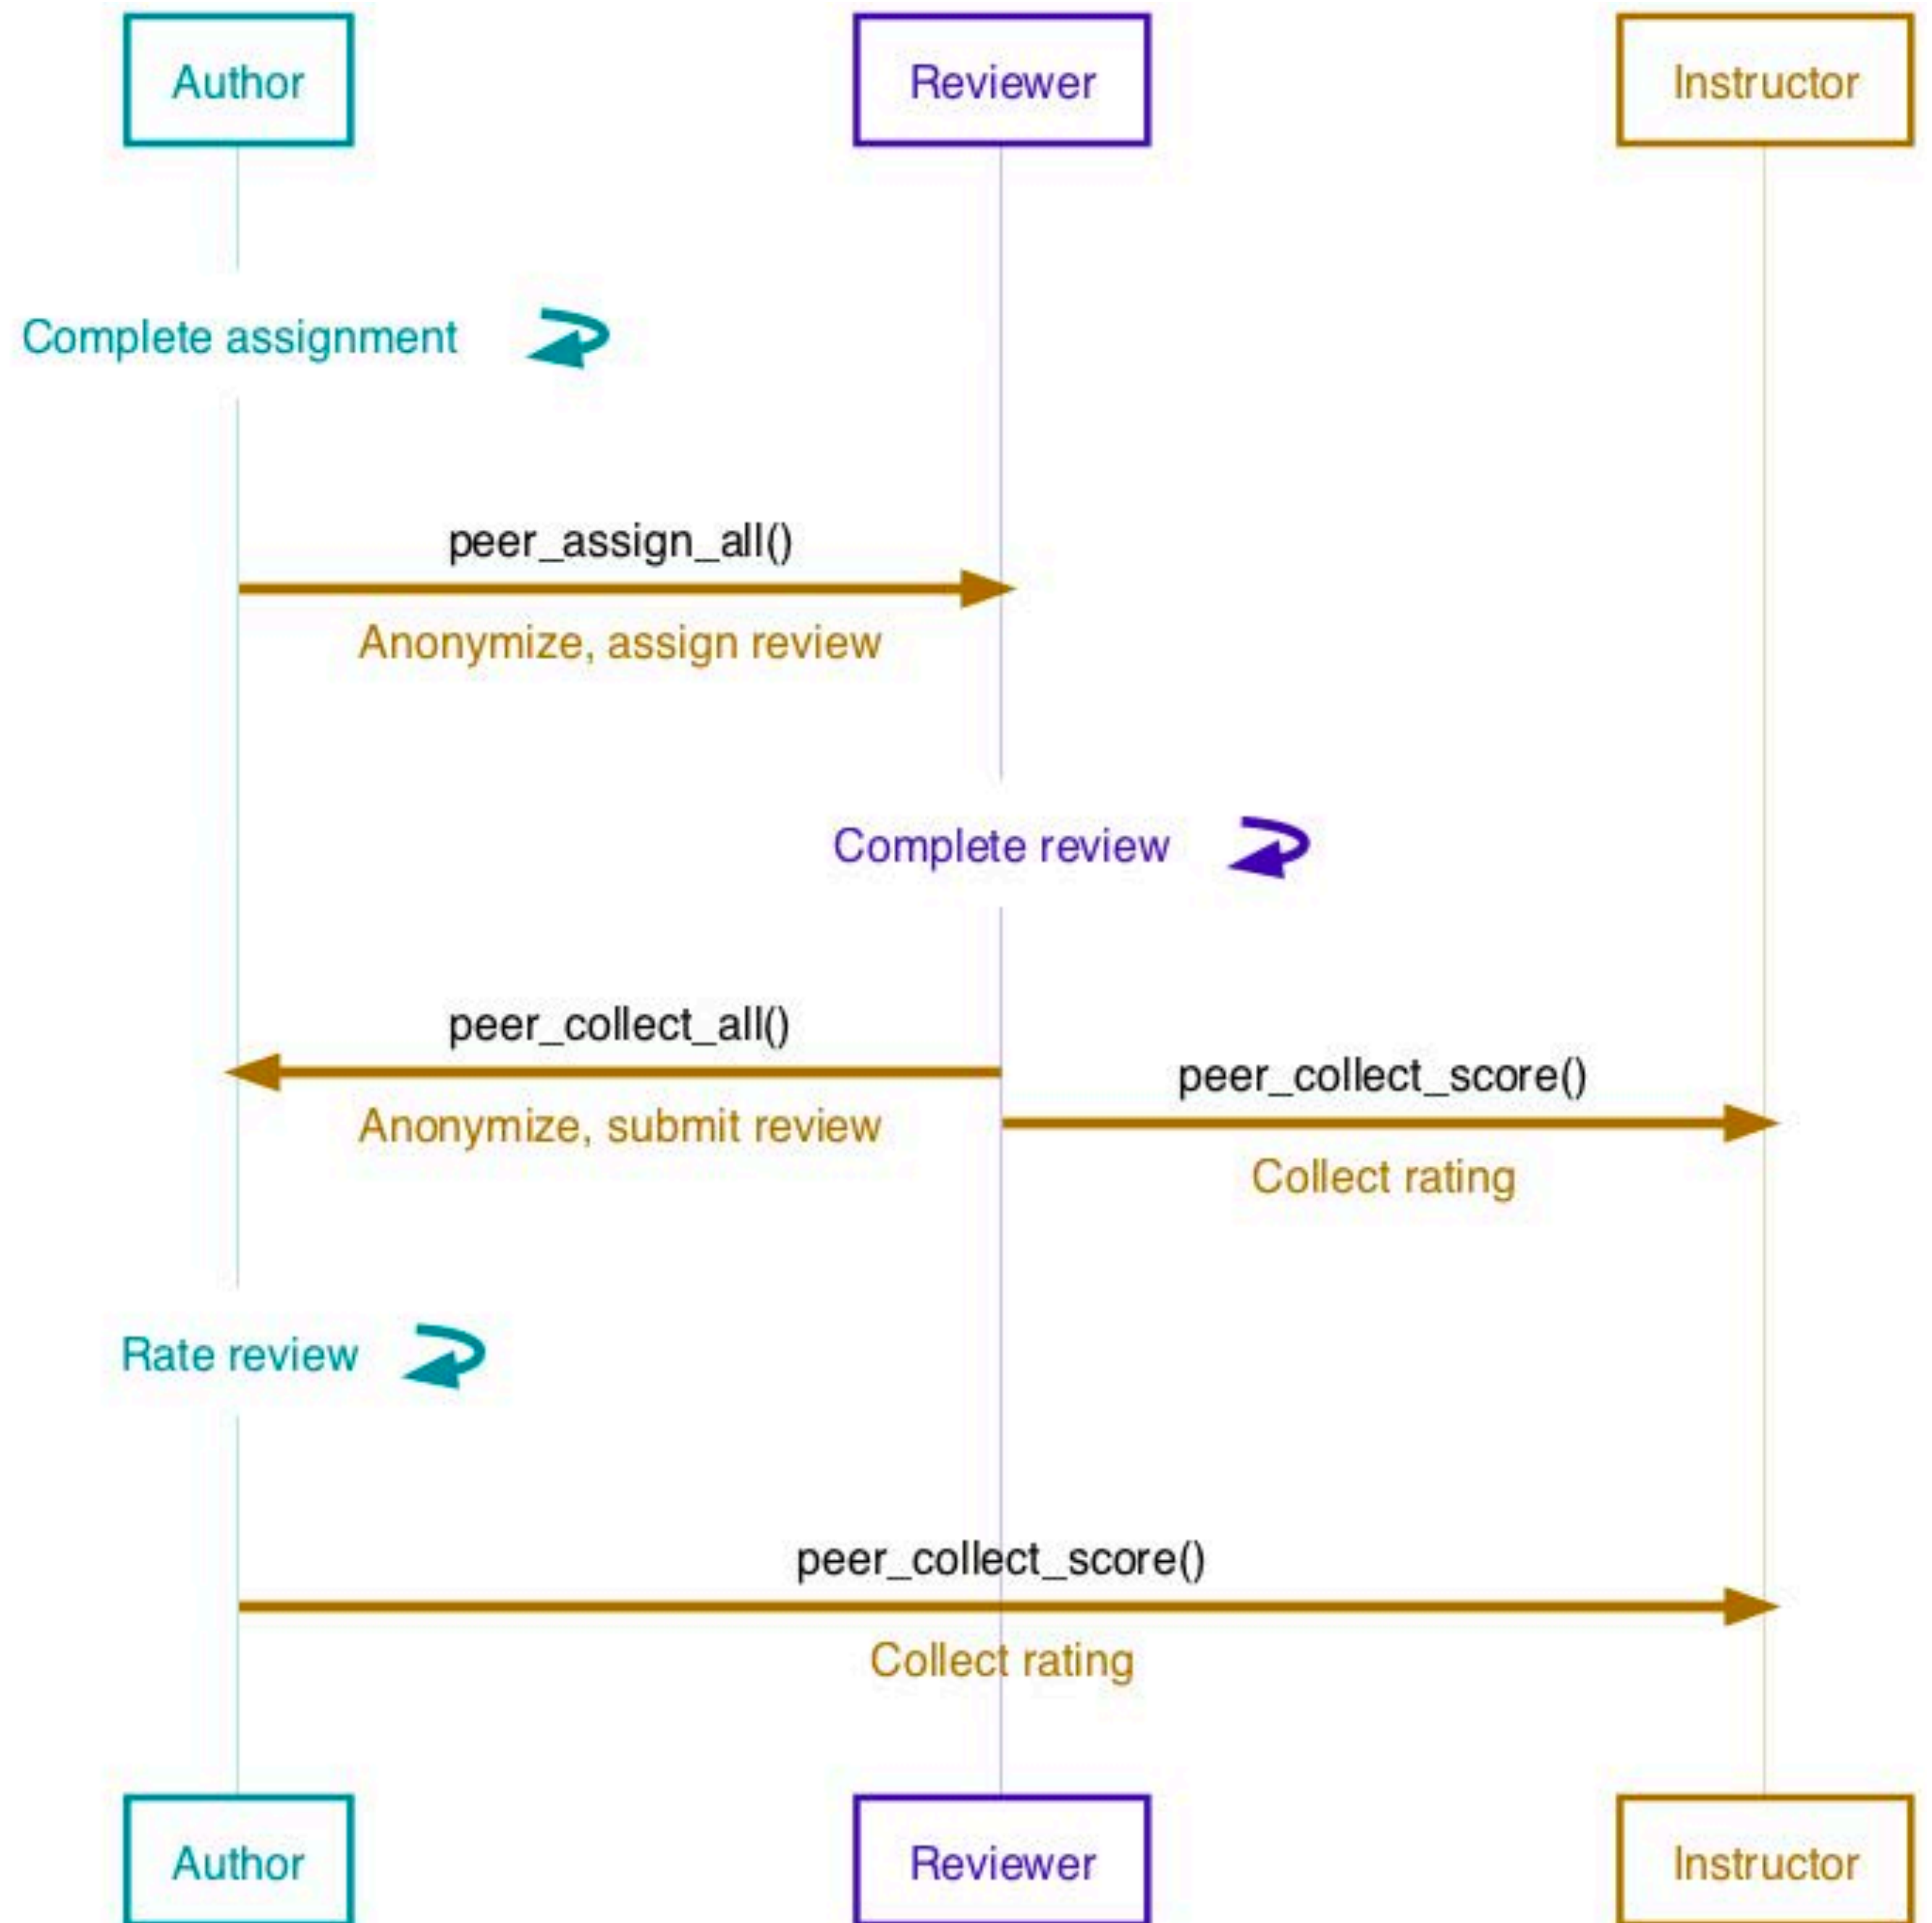 Author
Reviewer
Instructor
Complete assignment
peer_assign_all()
Anonymize, assign review
Complete review
peer_collect_all()
Anonymize, submit review
peer_collect_score()
Collect rating
Rate review
peer_collect_score()
Collect rating
Author
Reviewer
Instructor